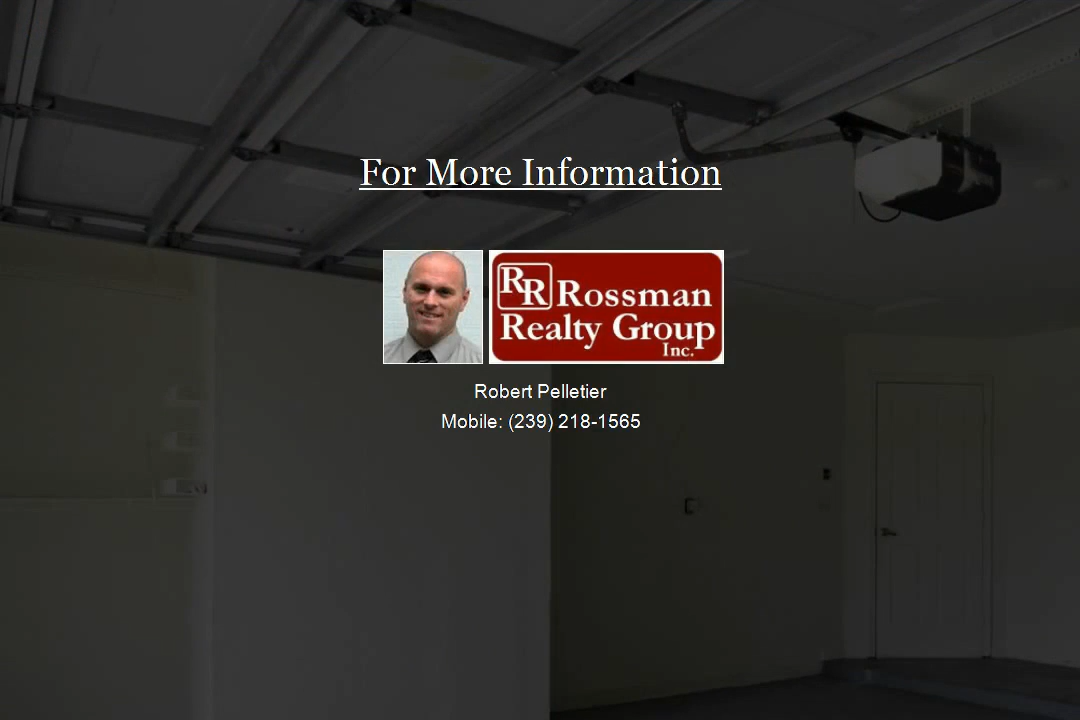 For More Information
RR Rossman
Realty Group
Inc.
Robert Pelletier
Mobile: (239) 218-1565